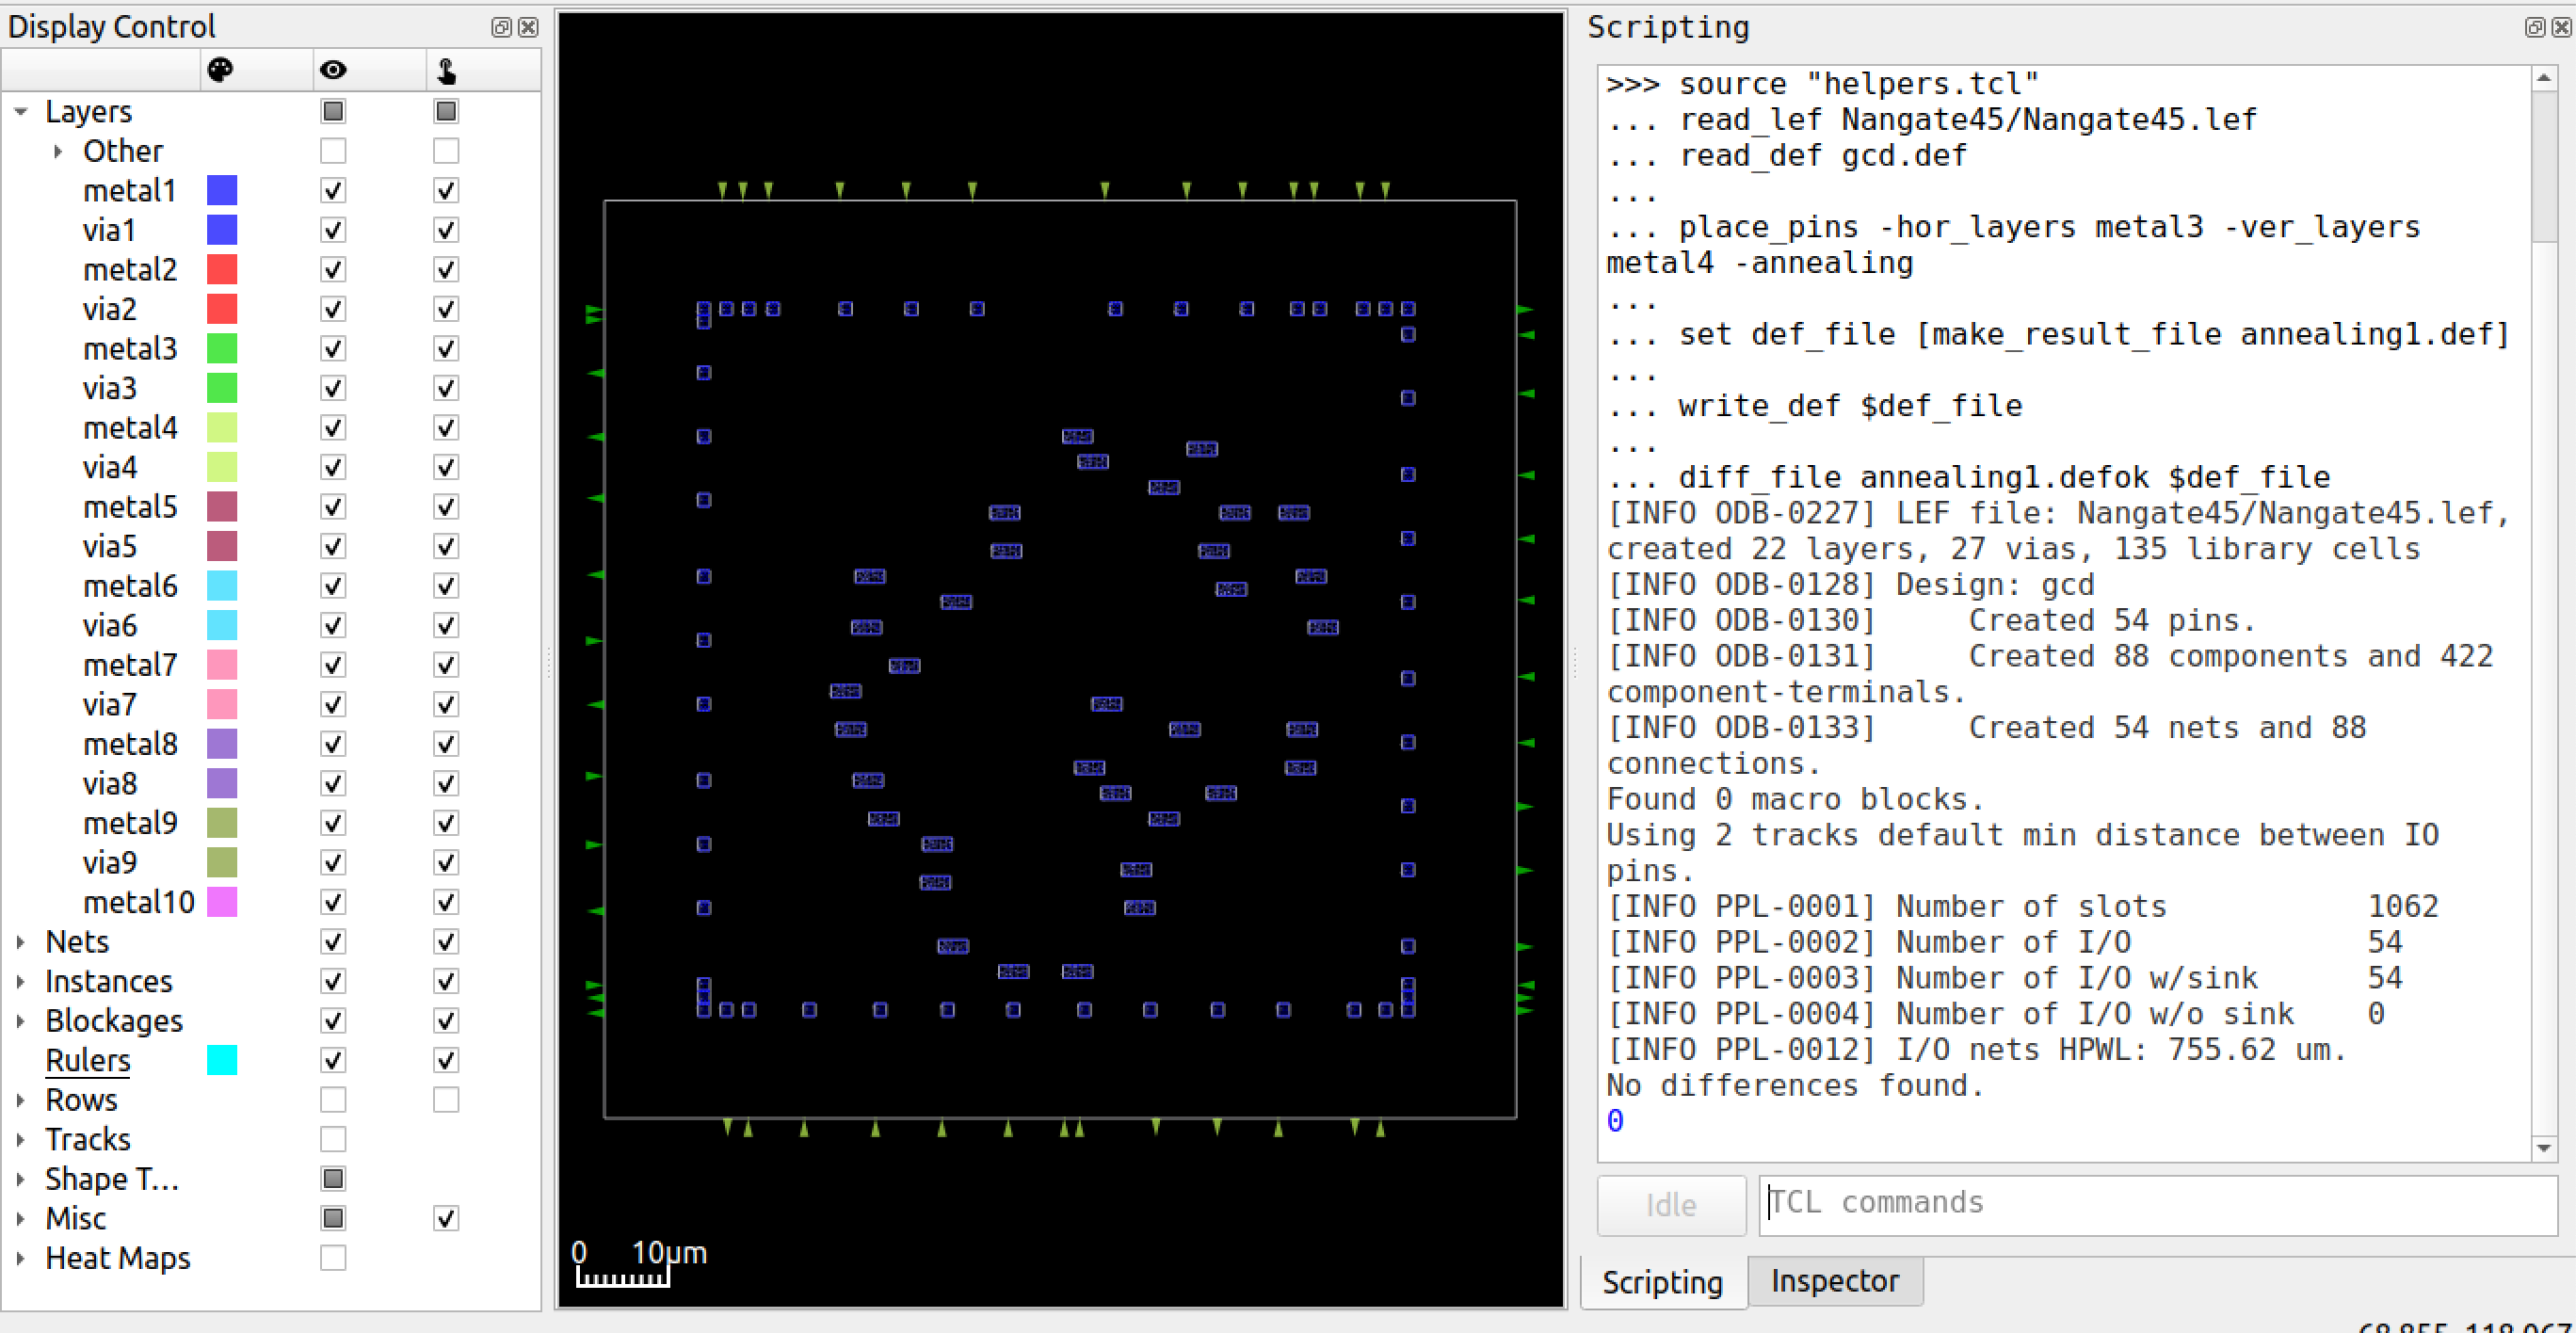 Display Control
Layers
Other
metal1
via1
metal2
via2
metal3
via3
metal4
via4
metal5
via5
metal6
via6
metal7
via7
metal8
via8
metal9
via9
metal10
Nets
Instances
Blockages
Rulers
Rows
Tracks
Shape T...
Misc
Heat Maps
0 10μm
Scripting
>>> source "helpers.tcl"
... read_lef Nangate45/Nangate45.lef
... read_def gcd.def
...
... place_pins -hor_layers metal3 -ver_layers
metal4 -annealing
...
... set def_file [make_result_file annealing1.def]
...
... write_def $def_file
...
... diff_file annealing1.defok $def_file
[INFO ODB-0227] LEF file: Nangate45/Nangate45.lef,
created 22 layers, 27 vias, 135 library cells
[INFO ODB-0128] Design: gcd
[INFO ODB-0130]     Created 54 pins.
[INFO ODB-0131]     Created 88 components and 422
component-terminals.
[INFO ODB-0133]     Created 54 nets and 88
connections.
Found 0 macro blocks.
Using 2 tracks default min distance between IO
pins.
[INFO PPL-0001] Number of slots           1062
[INFO PPL-0002] Number of I/O             54
[INFO PPL-0003] Number of I/O w/sink      54
[INFO PPL-0004] Number of I/O w/o sink    0
[INFO PPL-0012] I/O nets HPWL: 755.62 um.
No differences found.
0
Idle
TCL commands
Scripting
Inspector